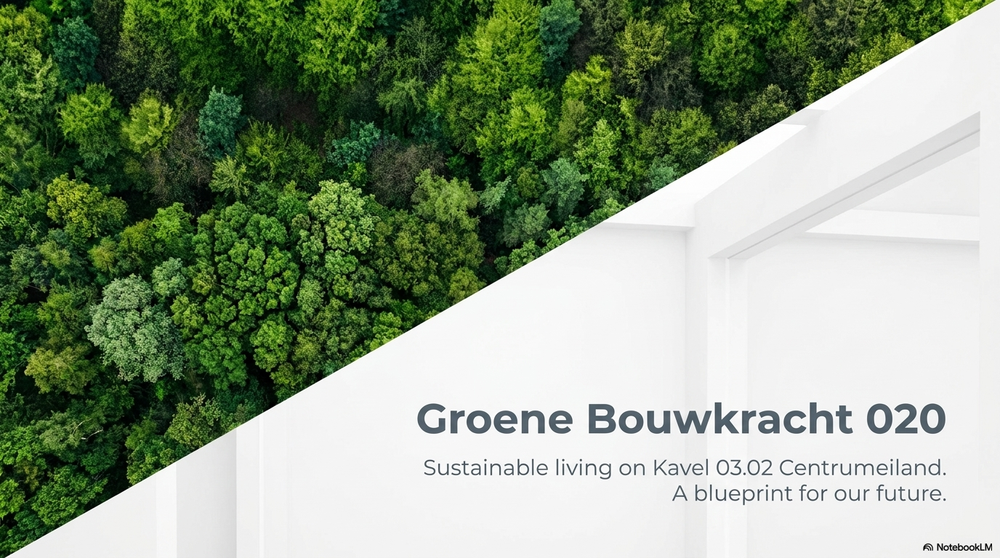 Groene Bouwkracht 020
Sustainable living on Kavel 03.02 Centrumeiland.
A blueprint for our future.
NotebookLM